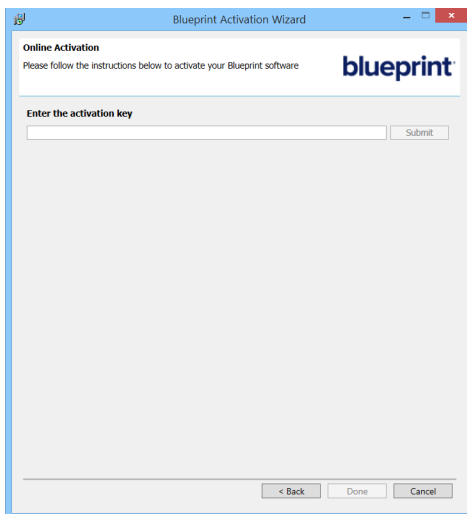 Blueprint Activation Wizard
Online Activation
Please follow the instructions below to activate your Blueprint software
blueprint
Enter the activation key
Submit
< Back Done Cancel